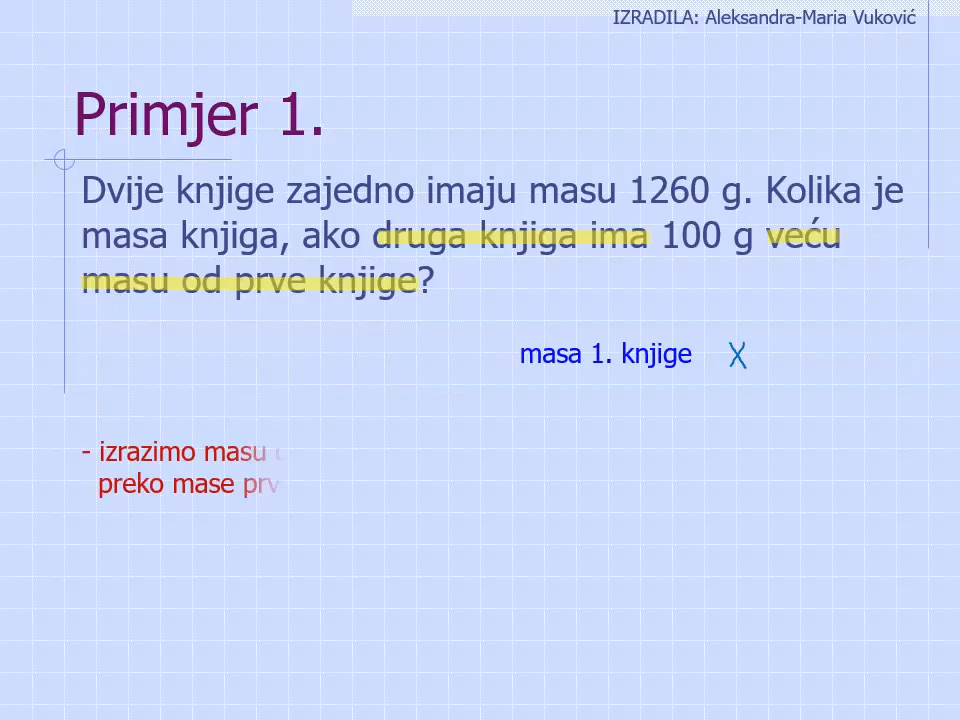 IZRADILA: Aleksandra-Maria Vuković
Primjer 1.
Dvije knjige zajedno imaju masu 1260 g. Kolika je
masa knjiga, ako druga knjiga ima 100 g veću
masu od prve knjige?
masa 1. knjige X
- izrazimo masu
preko mase prv